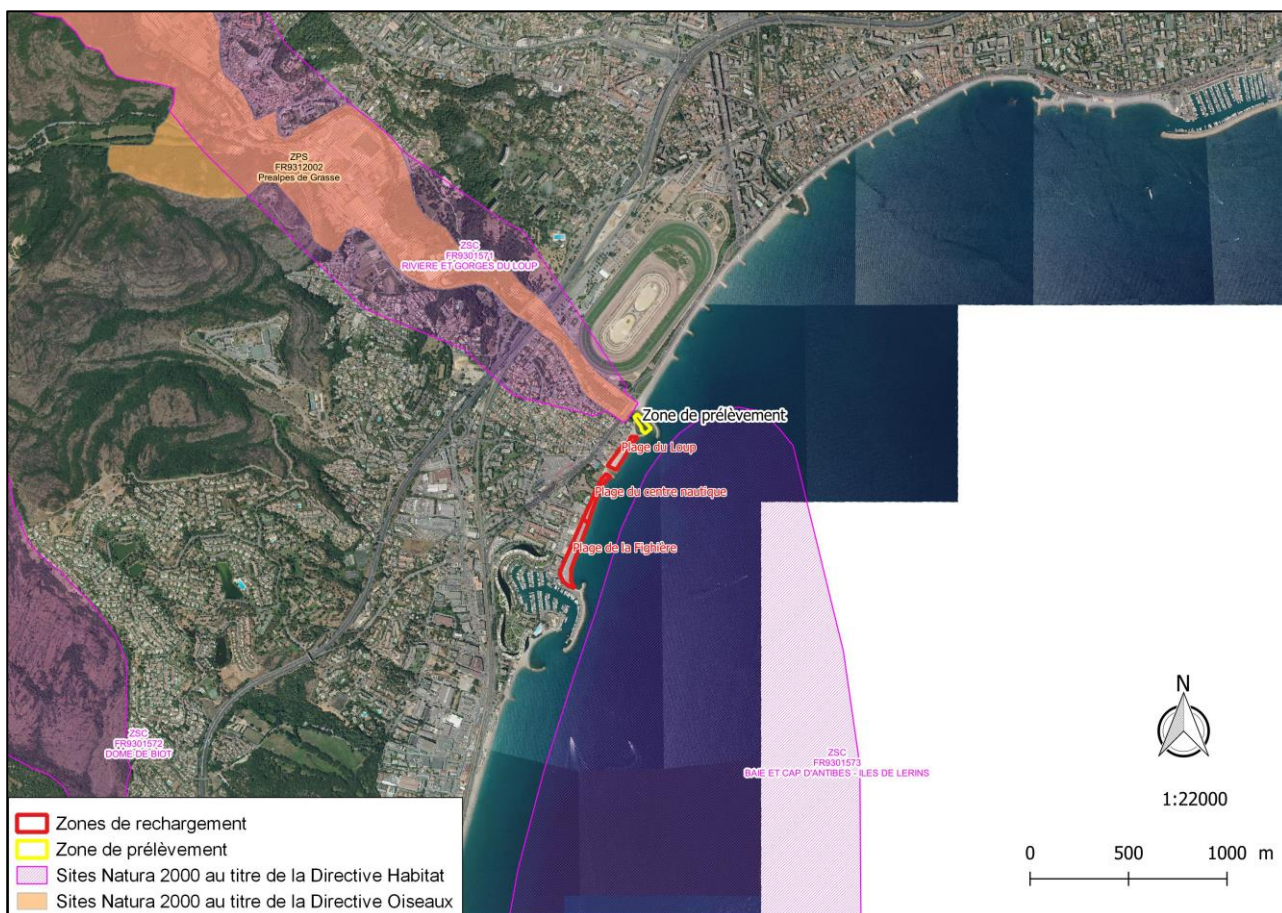 ZPS
FR9312002
Prealpes de Grasse
ZSC
FR9301571
RIVIERE ET GORGES DU LOUP
Zone de prélèvement
Plage du Loup
Plage du centre nautique
Plage de la Fighière
ZSC
FR9301572
DOME DE BIOT
ZSC
FR9301573
BAIE ET CAP D'ANTIBES - ILES DE LERINS
N
1:22000
0 500 1000 m
Zones de rechargement
Zone de prélèvement
Sites Natura 2000 au titre de la Directive Habitat
Sites Natura 2000 au titre de la Directive Oiseaux